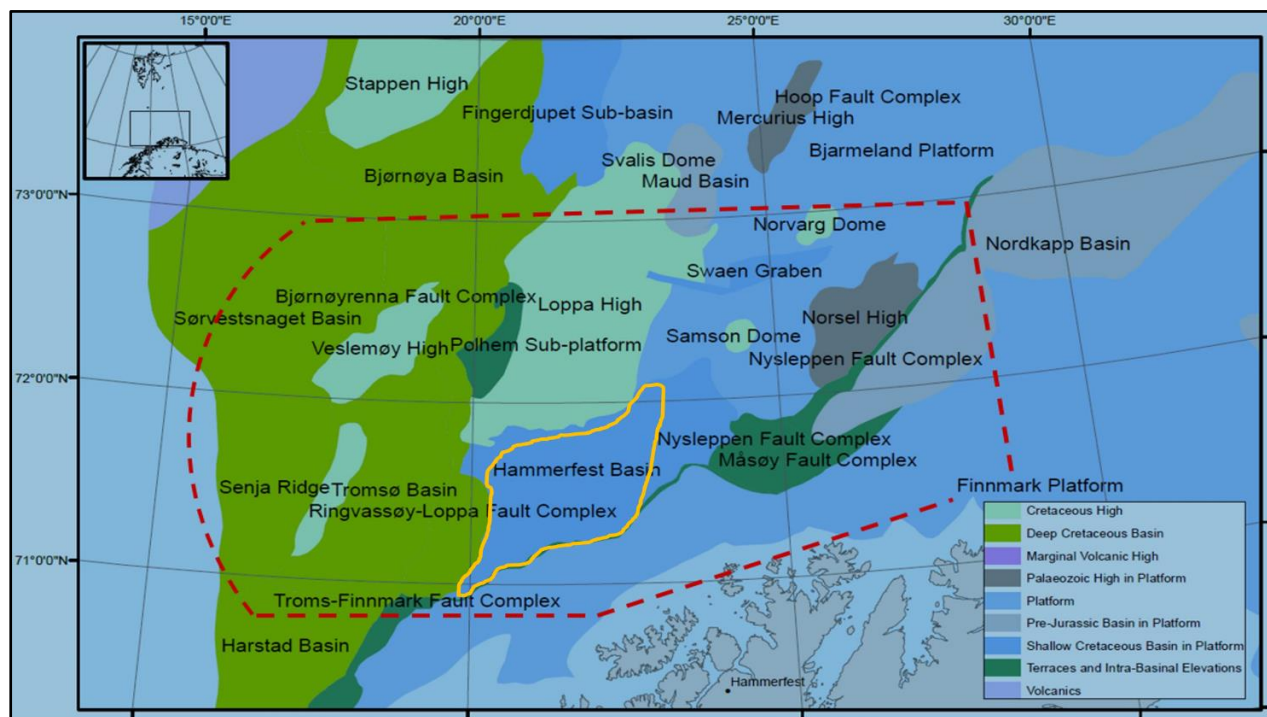 15°0'0"E
20°0'0"E
25°0'0"E
30°0'0"E
Stappen High
Hoop Fault Complex
Fingerdjupet Sub-basin
Mercurius High
Bjarmeland Platform
Svalis Dome
Bjørnøya Basin
Maud Basin
73°0'0"N
Norvarg Dome
Nordkapp Basin
Swaen Graben
Bjørnøyrenna Fault Complex
Loppa High
Sørvestsnaget Basin
Norsel High
Samson Dome
Veslemøy High
Polhem Sub-platform
Nysleppen Fault Complex
72°0'0"N
Nysleppen Fault Complex
Hammerfest Basin
Måsøy Fault Complex
Senja Ridge
Tromsø Basin
Finnmark Platform
Ringvassøy-Loppa Fault Complex
71°0'0"N
Troms-Finnmark Fault Complex
Harstad Basin
Hammerfest
Cretaceous High
Deep Cretaceous Basin
Marginal Volcanic High
Palaeozoic High in Platform
Platform
Pre-Jurassic Basin in Platform
Shallow Cretaceous Basin in Platform
Terraces and Intra-Basinal Elevations
Volcanics